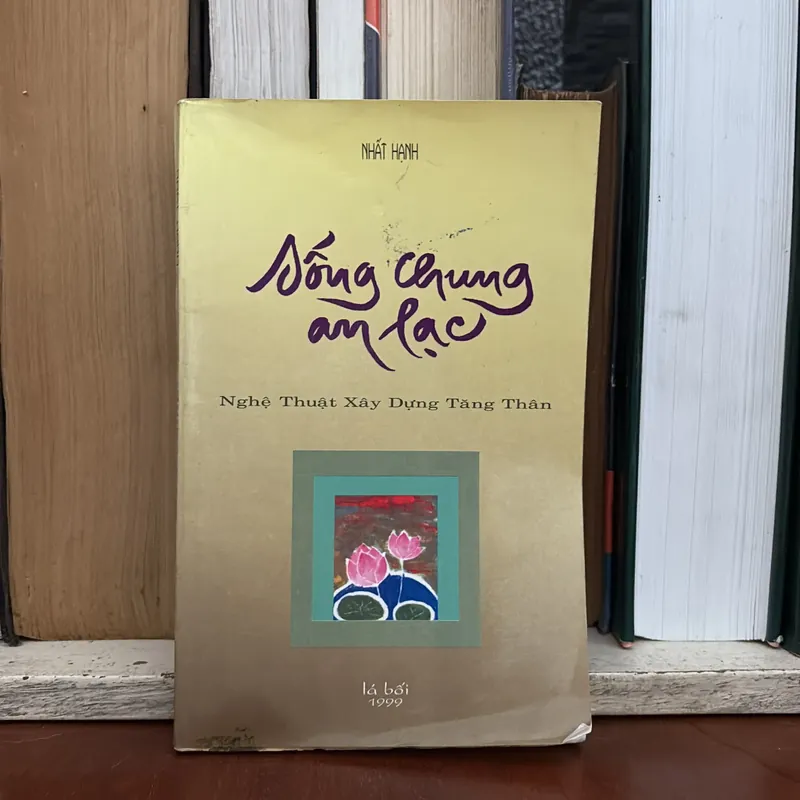 NHẤT HẠNH
Sống chung
an lạc
Nghệ Thuật Xây Dựng Tăng Thân
lá bối
1999